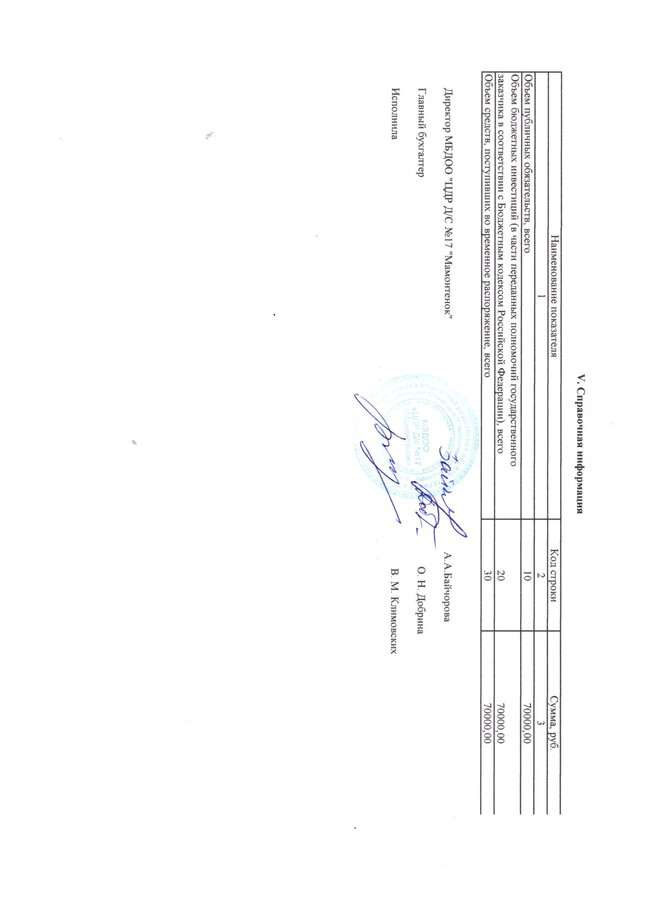 V. Справочная информация
Наименование показателя Код строки Сумма, руб.
1 2 3
Объем публичных обязательств, всего 10 70000,00
Объем бюджетных инвестиций (в части переданных полномочий государственного
заказчика в соответствии с Бюджетным кодексом Российской Федерации), всего 20 70000,00
Объем средств, поступивших во временное распоряжение, всего 30 70000,00
Директор МБДОО "ЦДР Д/С №17 "Мамонтенок" А.А.Байчорова
Главный бухгалтер О. Н. Добрина
Исполнила В. М. Климовских